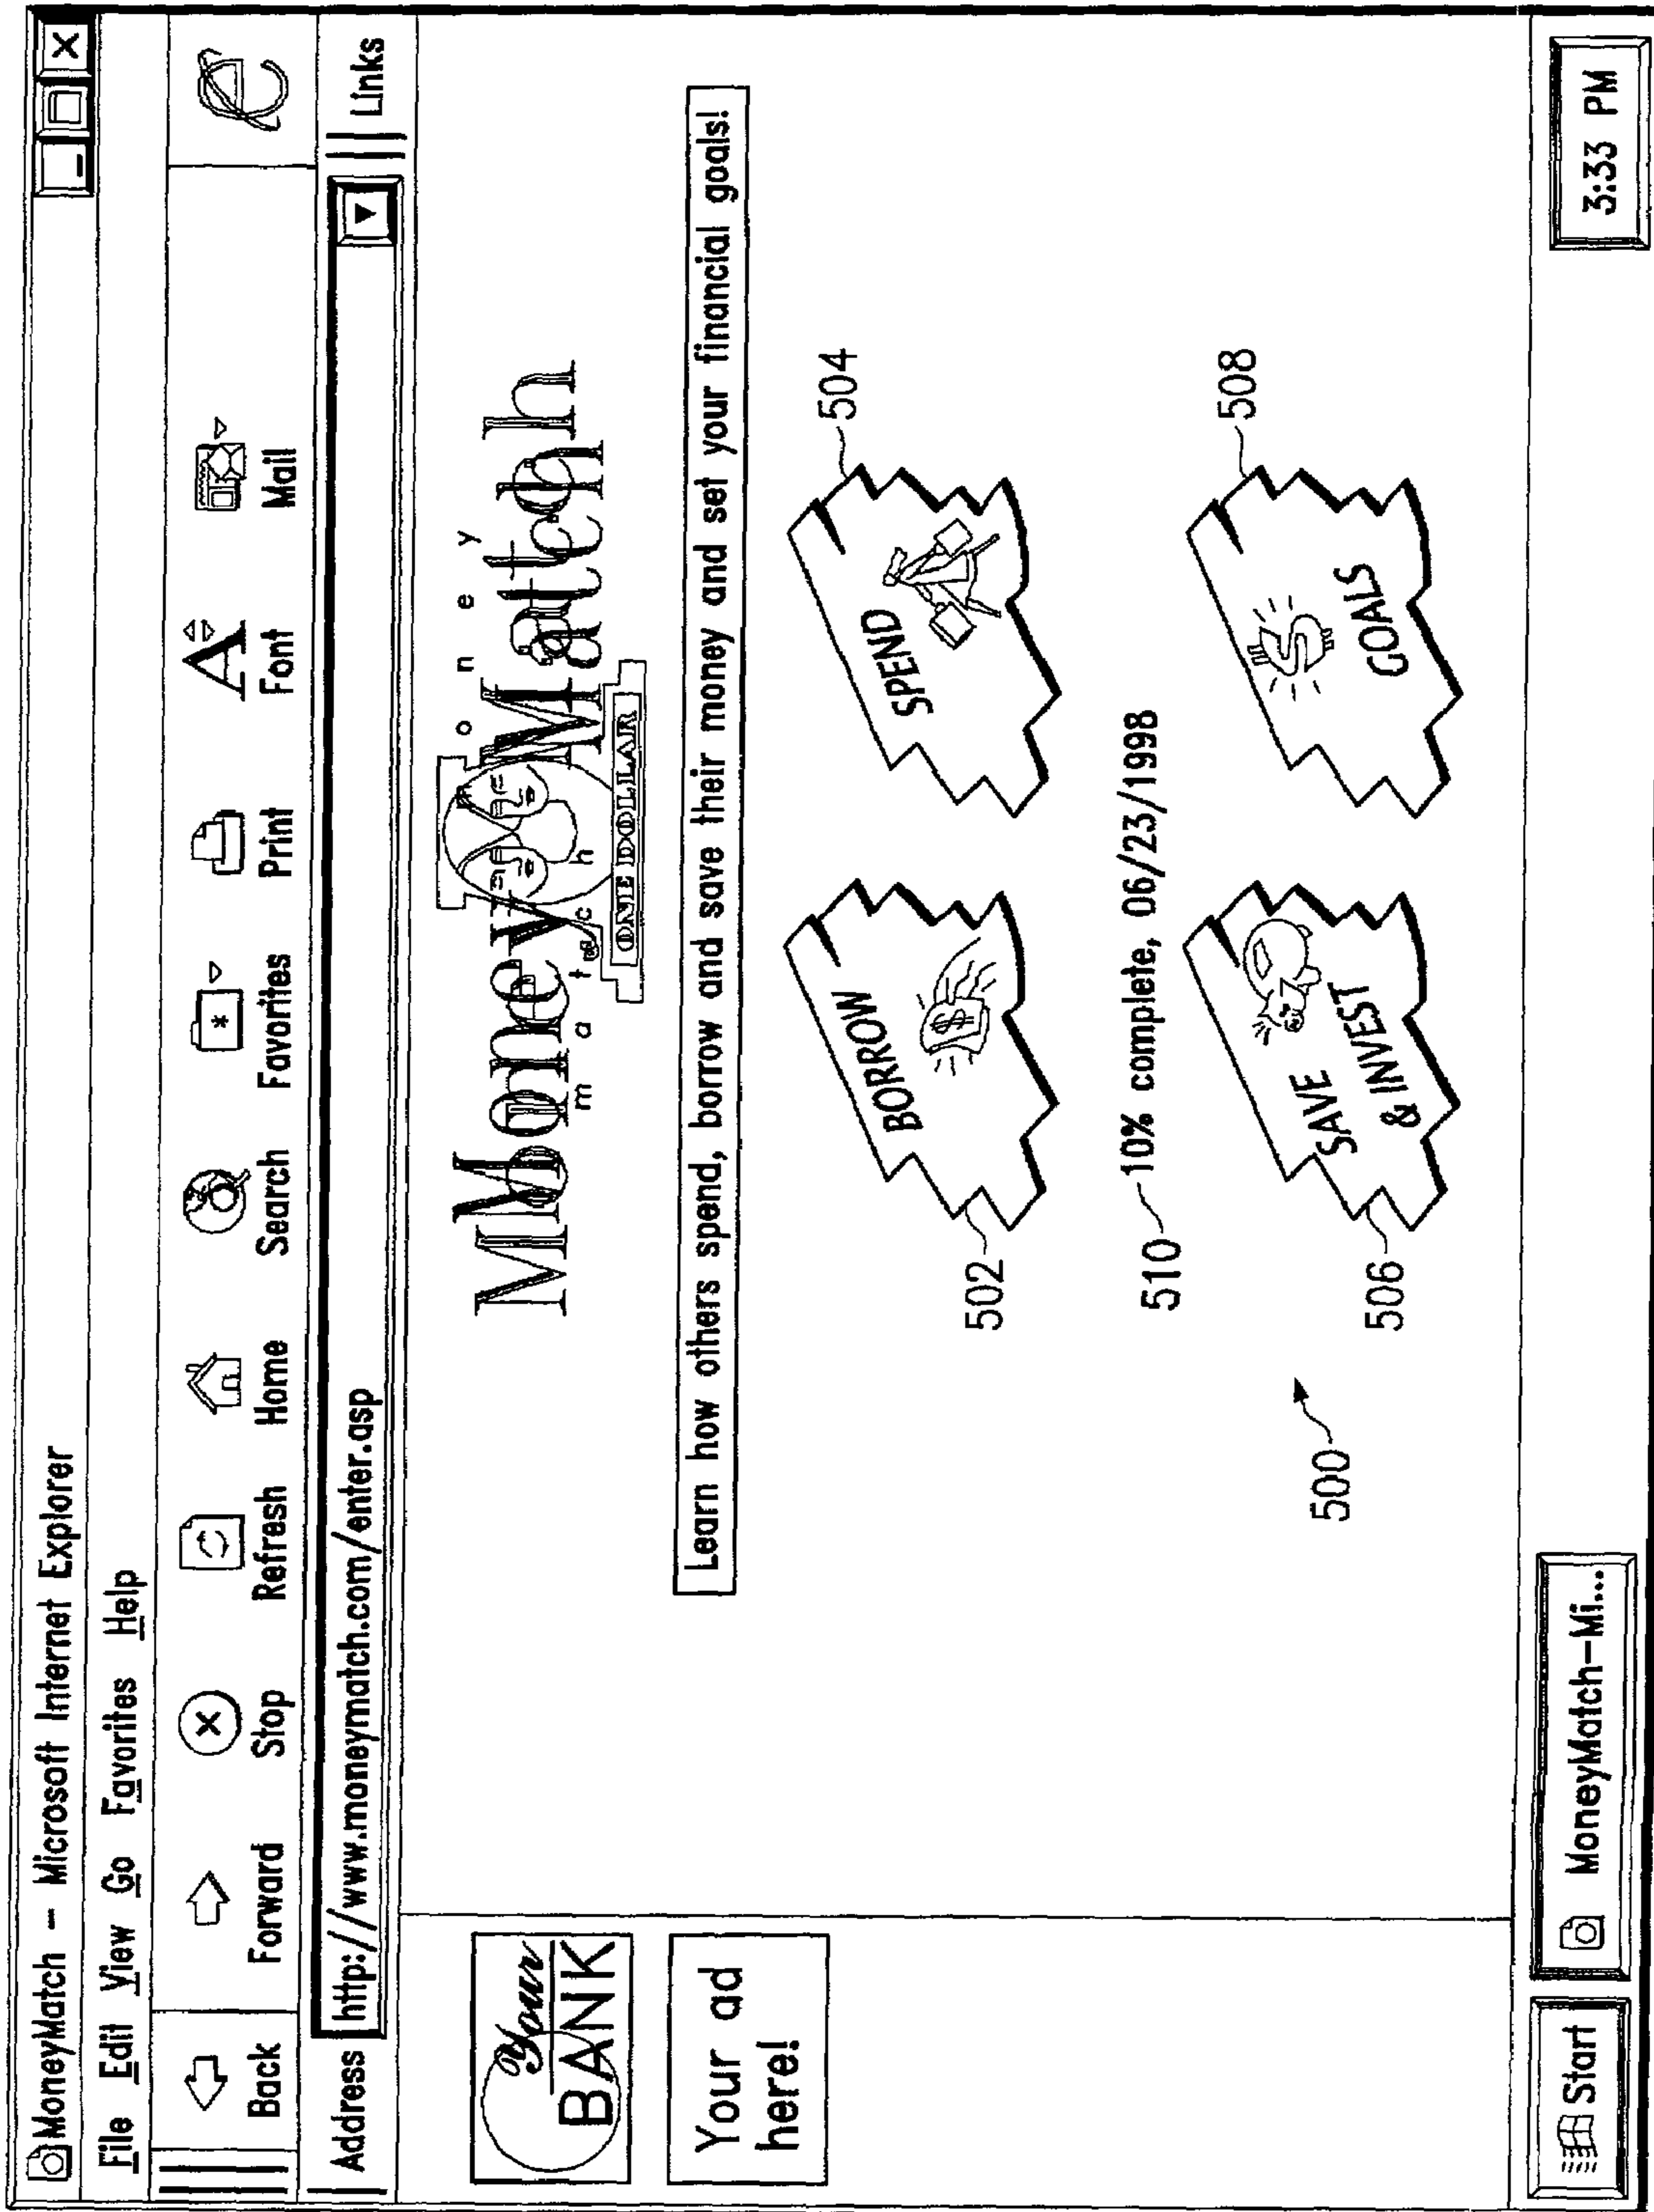 MoneyMatch – Microsoft Internet Explorer
File Edit View Go Favorites Help
Back Forward Stop Refresh Home Search Favorites Print Font Mail
Address http://www.moneymatch.com/enter.asp Links
Your
BANK
Your ad
here!
MoneyMatch
m a t c h m o n e y
ONE DOLLAR
Learn how others spend, borrow and save their money and set your financial goals!
BORROW
502
SPEND
504
510 10% complete, 06/23/1998
SAVE
& INVEST
506
GOALS
508
500
Start MoneyMatch-Mi... 3:33 PM